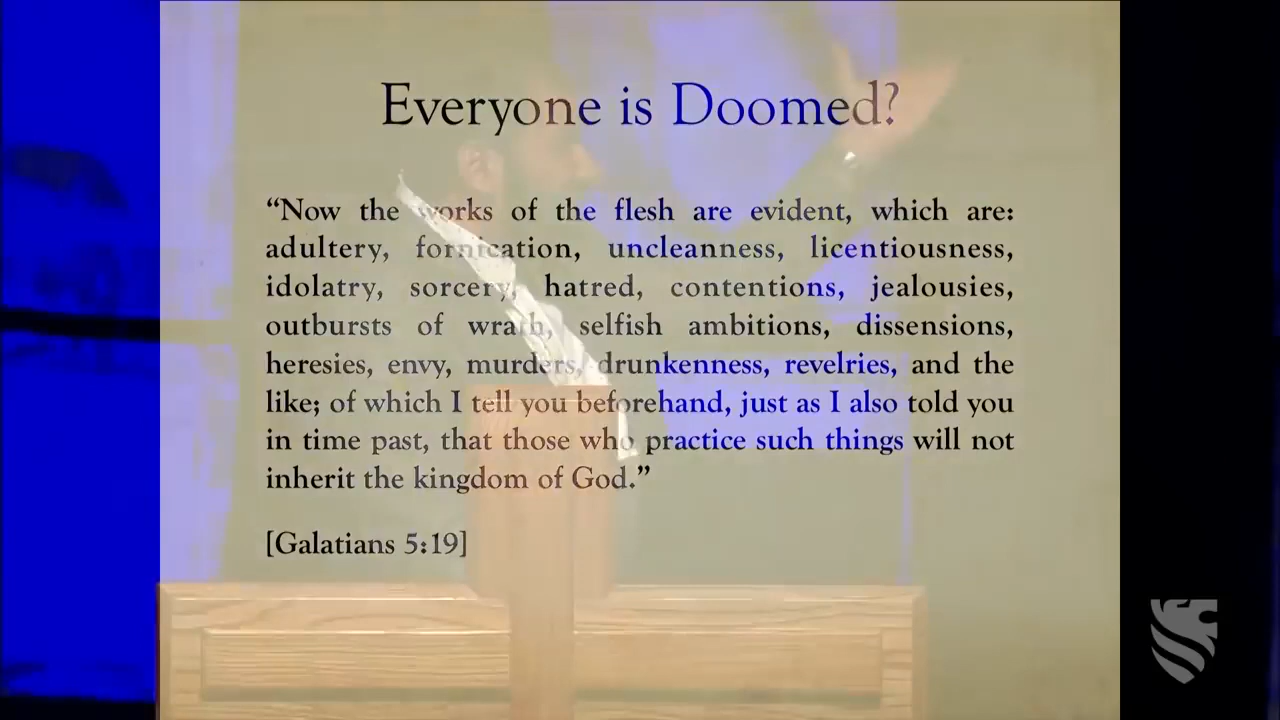 Everyone is Doomed?
“Now the works of the flesh are evident, which are:
adultery, fornication, uncleanness, licentiousness,
idolatry, sorcery, hatred, contentions, jealousies,
outbursts of wrath, selfish ambitions, dissensions,
heresies, envy, murders, drunkenness, revelries, and the
like; of which I tell you beforehand, just as I also told you
in time past, that those who practice such things will not
inherit the kingdom of God.”
[Galatians 5:19]